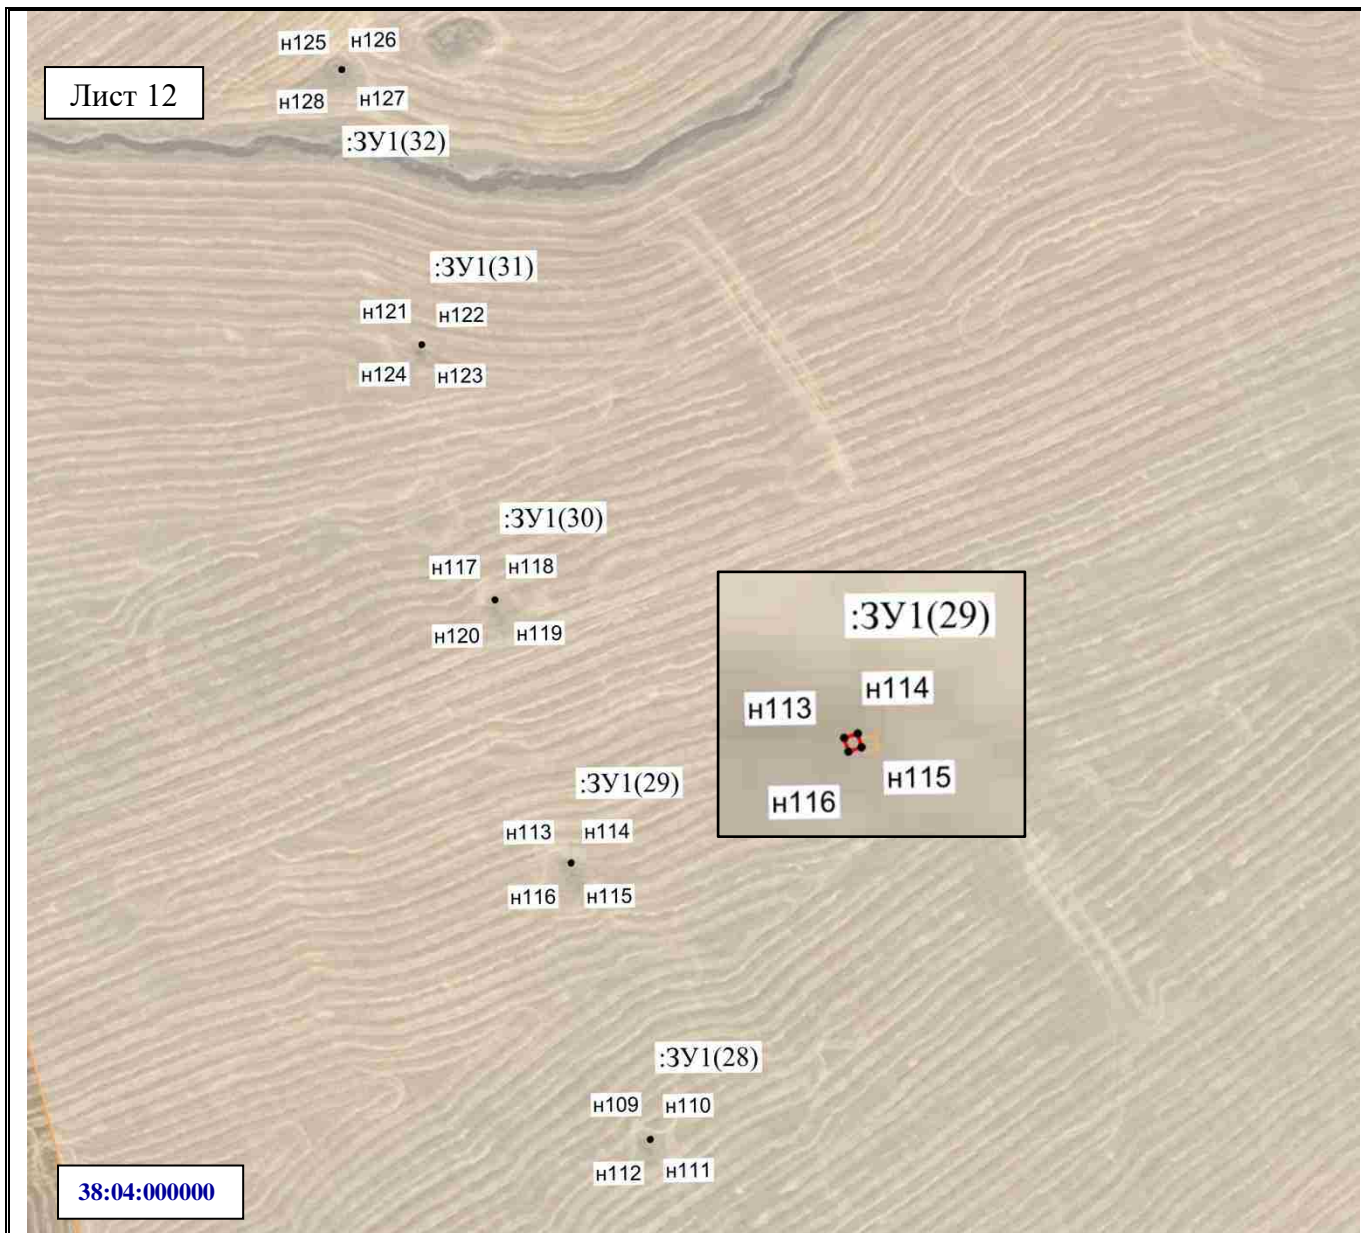 н125 н126
Лист 12
н128 н127
:ЗУ1(32)
:ЗУ1(31)
н121 н122
н124 н123
:ЗУ1(30)
н117 н118
н120 н119
:ЗУ1(29)
н114
н113
н115
н116
:ЗУ1(29)
н113 н114
н116 н115
:ЗУ1(28)
н109 н110
н112 н111
38:04:000000